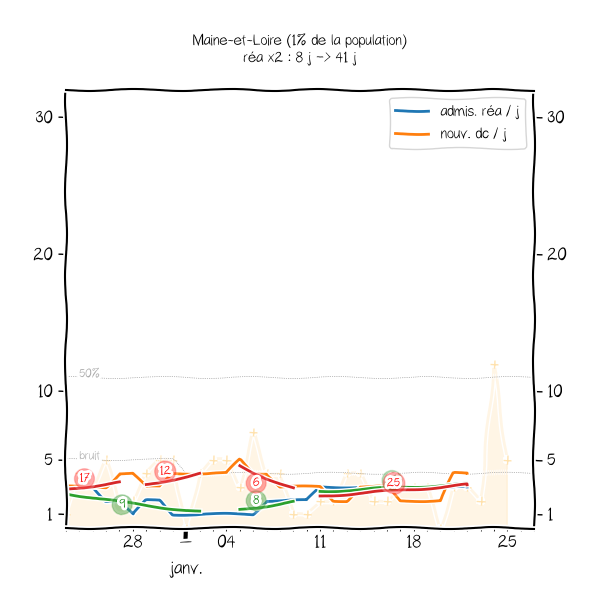 Maine-et-Loire (1% de la population)
réa x2 : 8 j -> 41 j
admis. réa / j
nouv. dc / j
30 30
20 20
50%
10 10
bruit
5 5
17 12 6 25
9 8
1 1
28 1 04 11 18 25
janv.